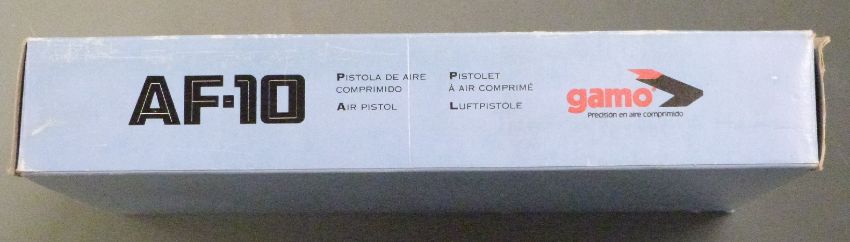 AF-10
PISTOLA DE AIRE
COMPRIMIDO
AIR PISTOL
PISTOLET
À AIR COMPRIMÉ
LUFTPISTOLE
gamo®
Precisión en aire comprimido